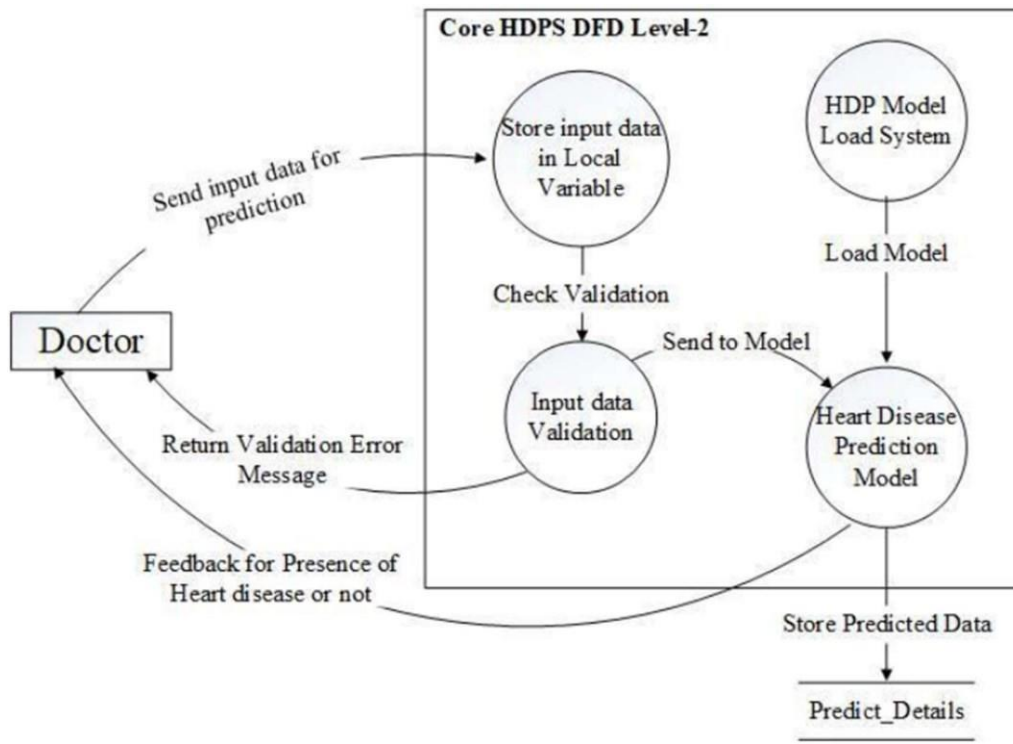 Core HDPS DFD Level-2
Store input data
in Local
Variable
HDP Model
Load System
Send input data for
prediction
Load Model
Check Validation
Doctor
Send to Model
Input data
Validation
Heart Disease
Prediction
Model
Return Validation Error
Message
Feedback for Presence of
Heart disease or not
Store Predicted Data
Predict_Details